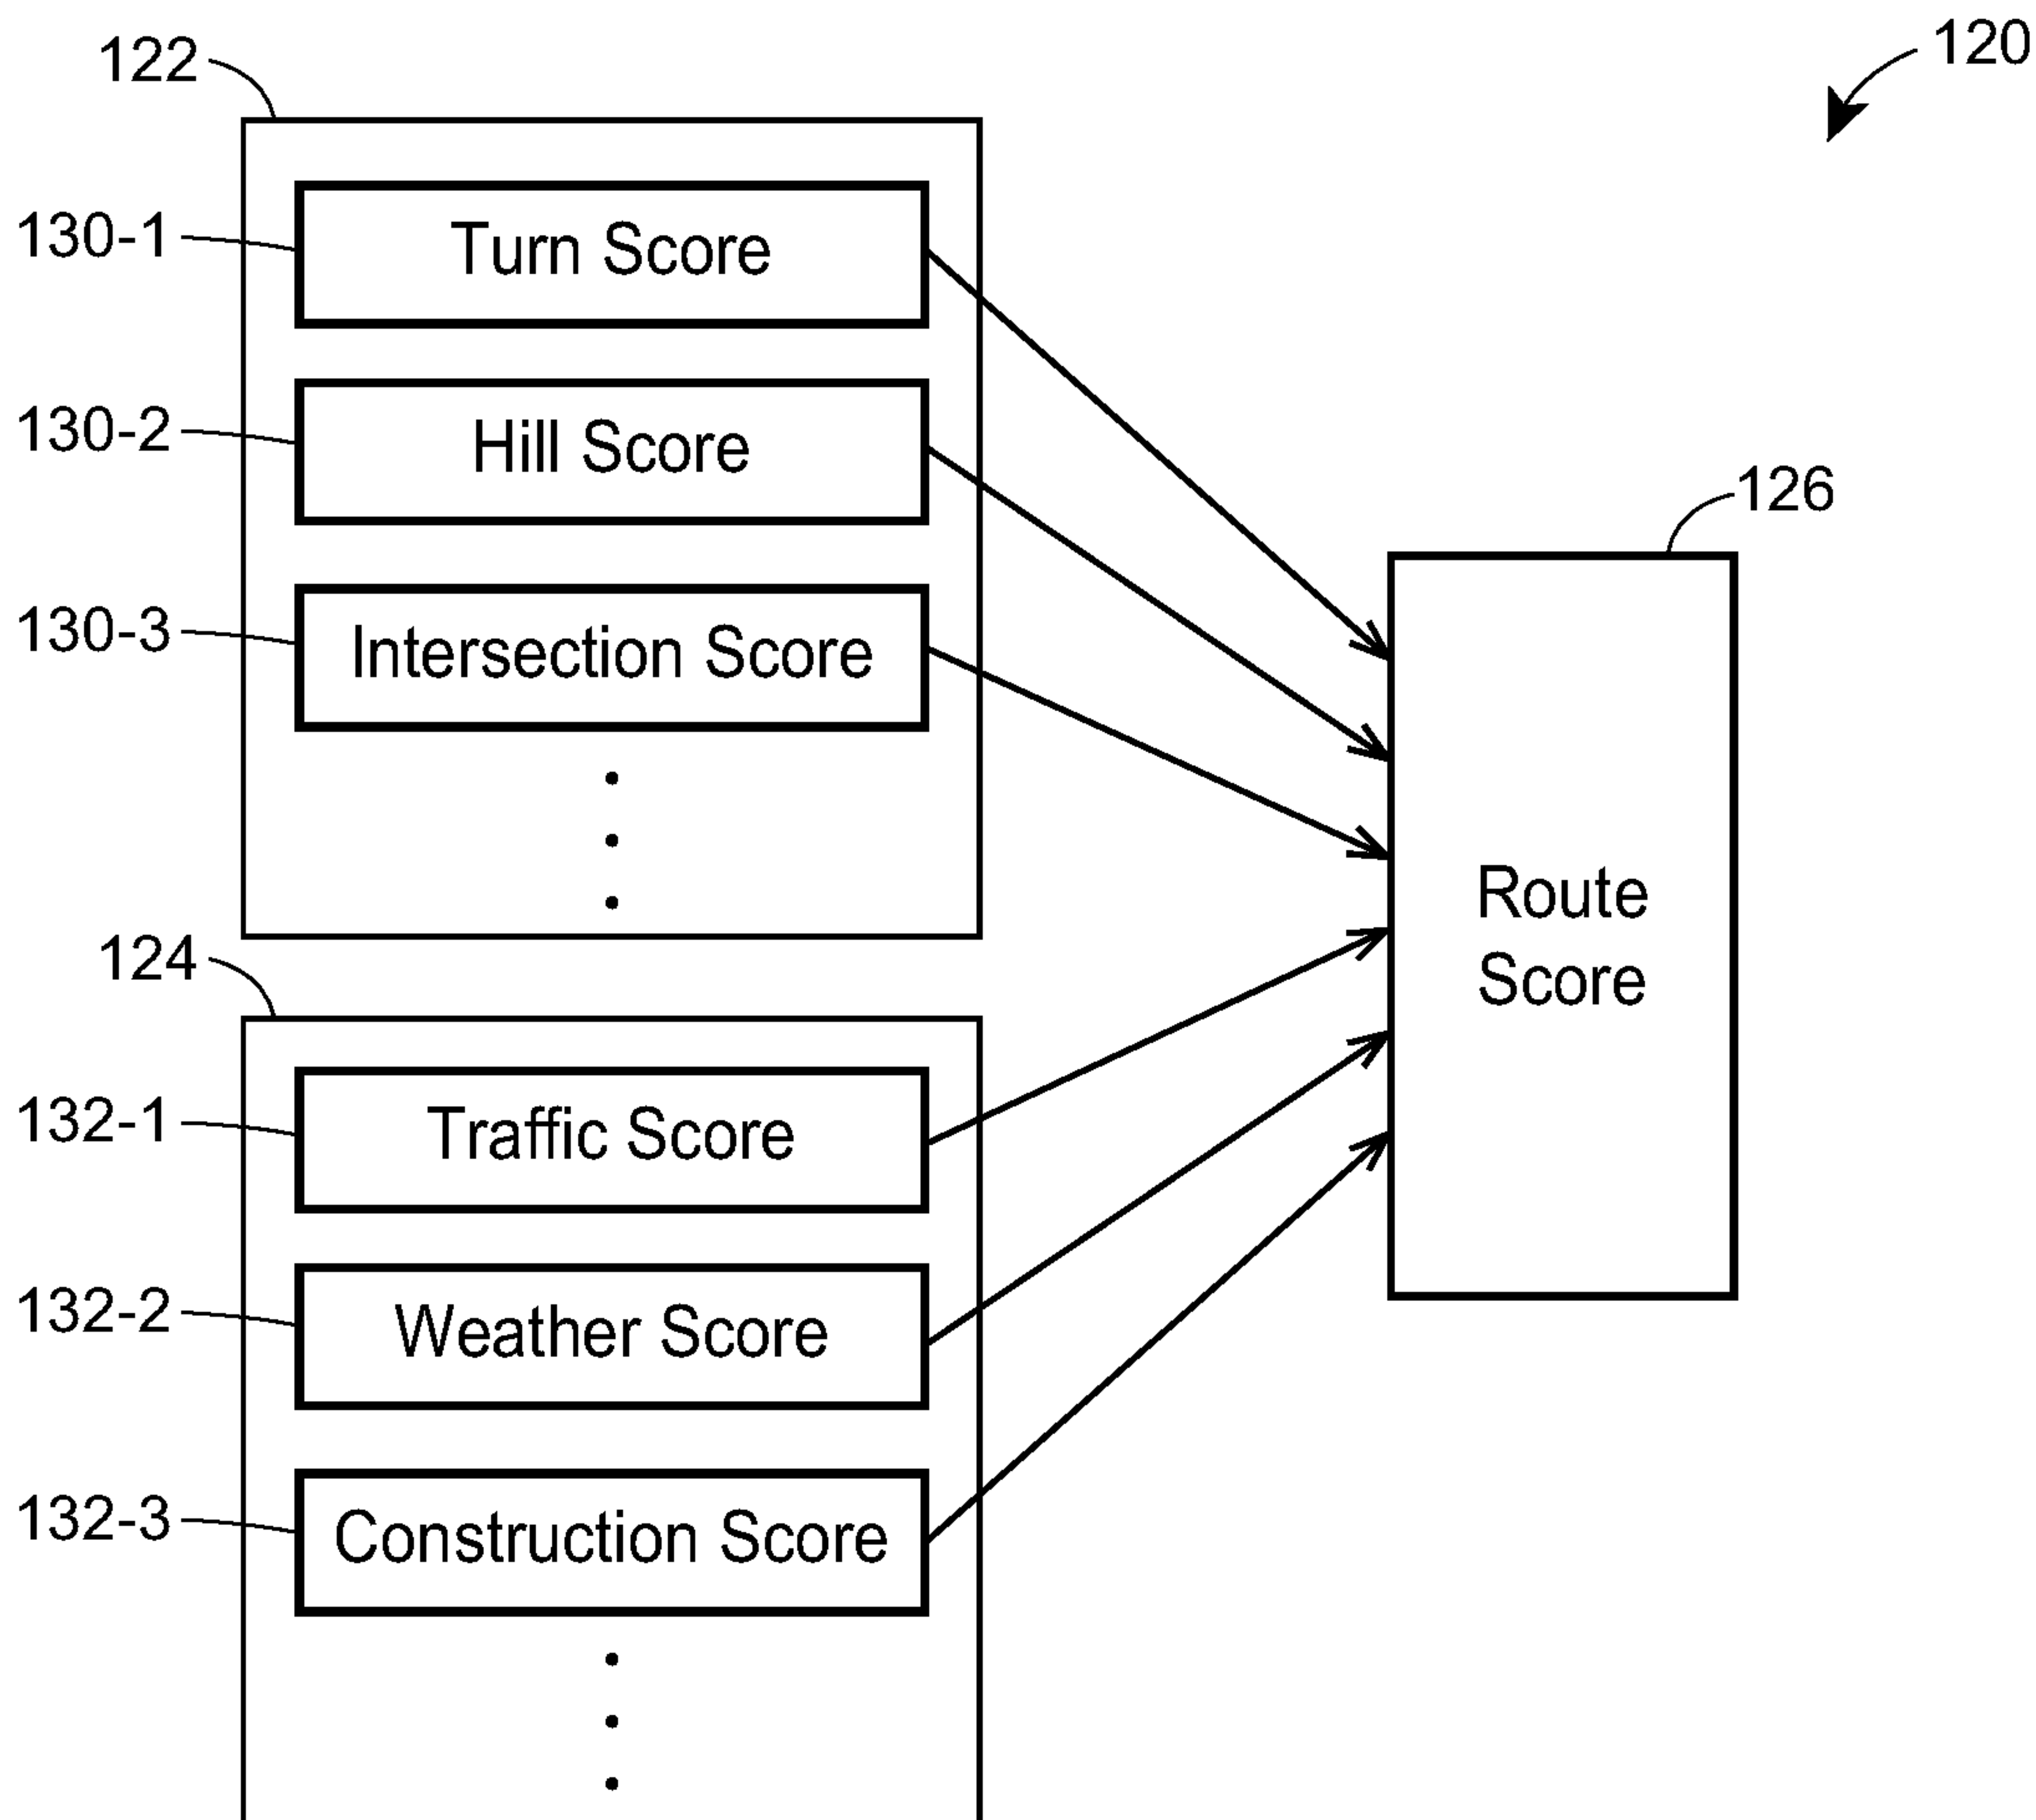 120
122
130-1
Turn Score
130-2
Hill Score
126
130-3
Intersection Score
Route
Score
124
132-1
Traffic Score
132-2
Weather Score
132-3
Construction Score